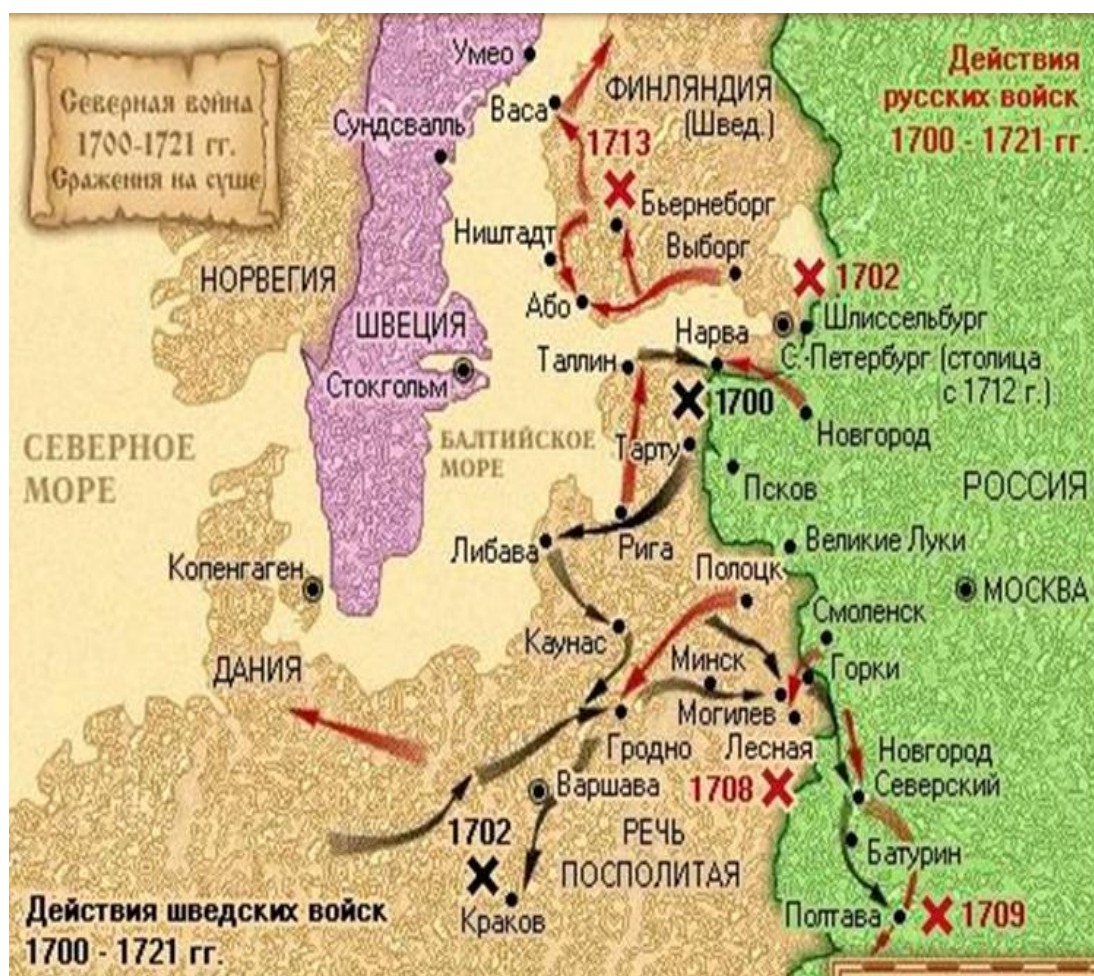 Северная война
1700-1721 гг.
Сражения на суше
Действия
русских войск
1700 - 1721 гг.
Умео
Васа
ФИНЛЯНДИЯ
(Швед.)
Сундсвалль
1713
Бьернеборг
Ништадт
Выборг
НОРВЕГИЯ
1702
Або
ШВЕЦИЯ
Нарва
Шлиссельбург
Таллин
С.-Петербург (столица
с 1712 г.)
Стокгольм
1700
Новгород
СЕВЕРНОЕ
МОРЕ
БАЛТИЙСКОЕ
МОРЕ
Тарту
Псков
РОССИЯ
Либава
Рига
Великие Луки
Копенгаген
Полоцк
МОСКВА
Смоленск
Каунас
Минск
Горки
ДАНИЯ
Могилев
Гродно
Лесная
Новгород
Северский
Варшава
1708
1702
РЕЧЬ
ПОСПОЛИТАЯ
Батурин
Краков
Полтава
1709
Действия шведских войск
1700 - 1721 гг.